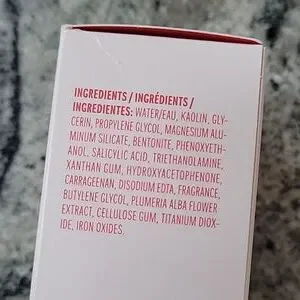 INGREDIENTS / INGRÉDIENTS /
INGREDIENTES: WATER/EAU, KAOLIN, GLY-
CERIN, PROPYLENE GLYCOL, MAGNESIUM ALU-
MINUM SILICATE, BENTONITE, PHENOXYETH-
ANOL, SALICYLIC ACID, TRIETHANOLAMINE,
XANTHAN GUM, HYDROXYACETOPHENONE,
CARRAGEENAN, DISODIUM EDTA, FRAGRANCE,
BUTYLENE GLYCOL, PLUMERIA ALBA FLOWER
EXTRACT, CELLULOSE GUM, TITANIUM DIOX-
IDE, IRON OXIDES.